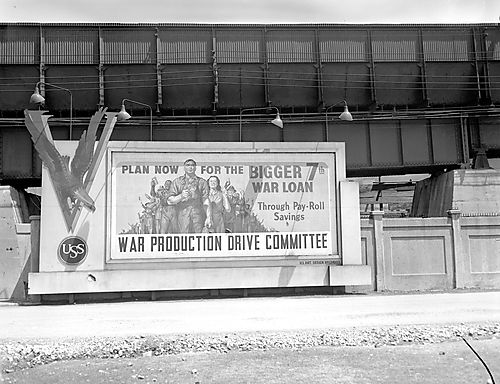 PLAN NOW FOR THE BIGGER 7th
WAR LOAN
Through Pay-Roll
Savings
WAR PRODUCTION DRIVE COMMITTEE
USS